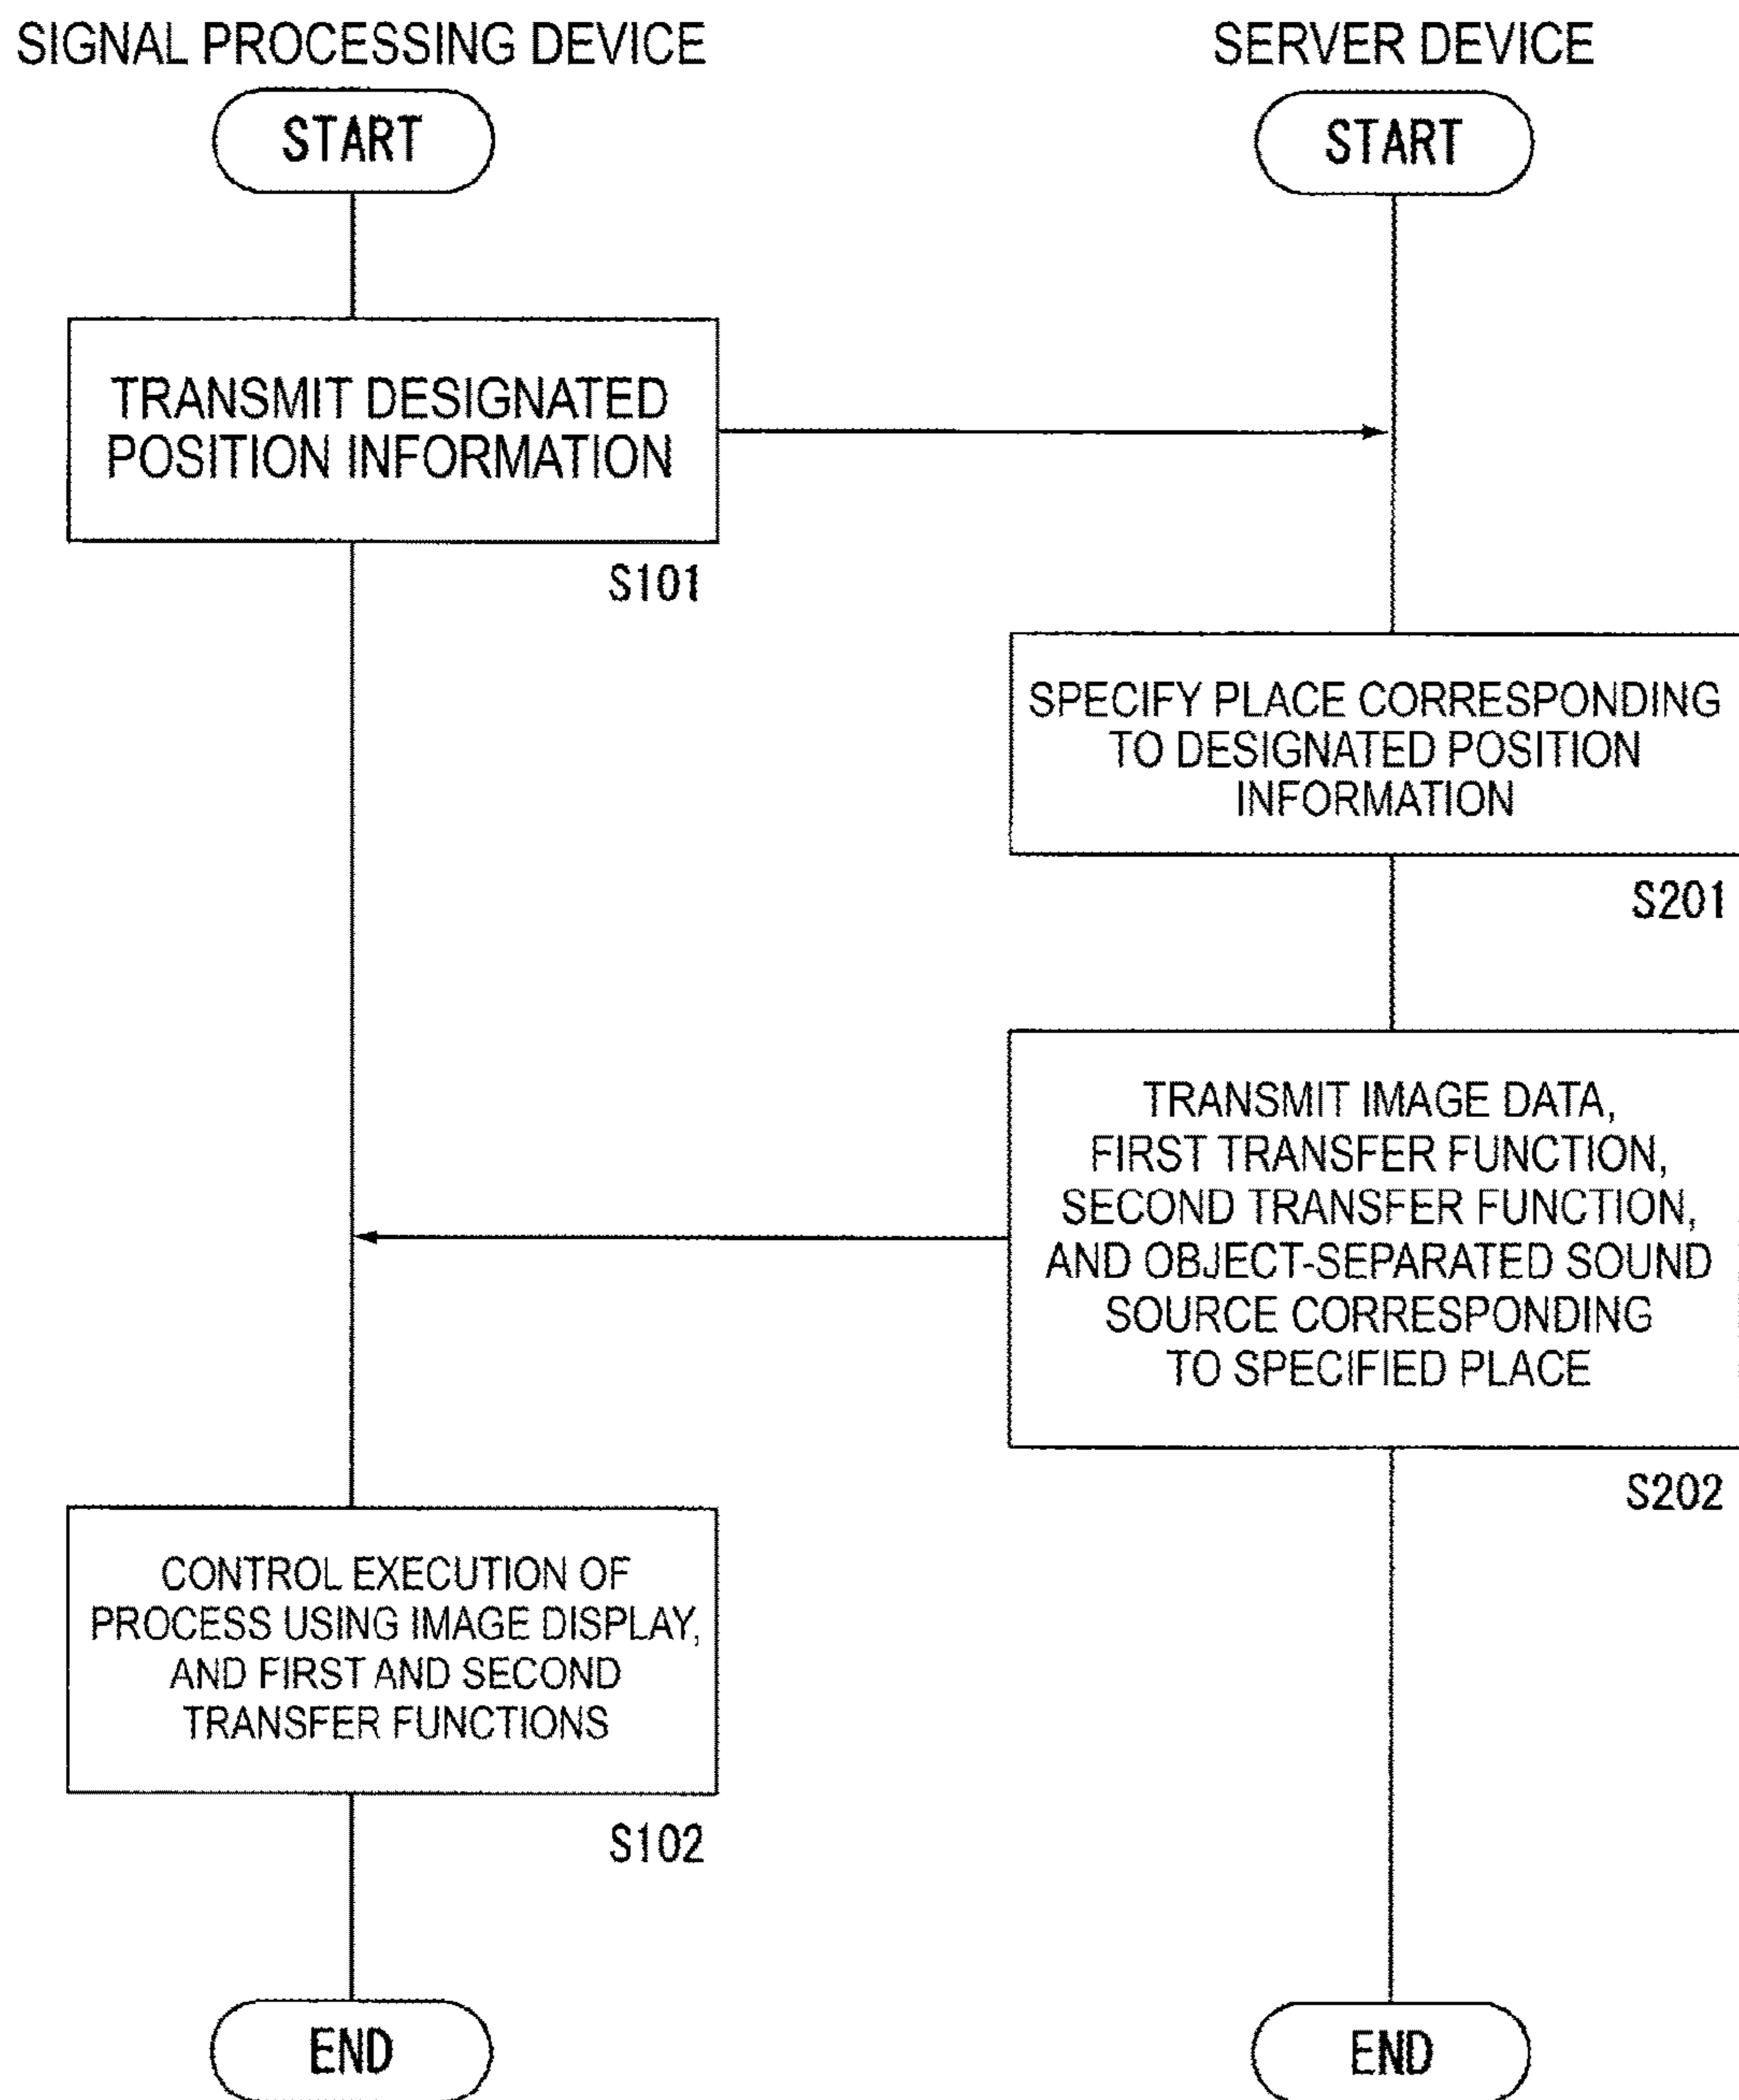 SIGNAL PROCESSING DEVICE
START
TRANSMIT DESIGNATED
POSITION INFORMATION
S101
CONTROL EXECUTION OF
PROCESS USING IMAGE DISPLAY,
AND FIRST AND SECOND
TRANSFER FUNCTIONS
S102
END
SERVER DEVICE
START
SPECIFY PLACE CORRESPONDING
TO DESIGNATED POSITION
INFORMATION
S201
TRANSMIT IMAGE DATA,
FIRST TRANSFER FUNCTION,
SECOND TRANSFER FUNCTION,
AND OBJECT-SEPARATED SOUND
SOURCE CORRESPONDING
TO SPECIFIED PLACE
S202
END